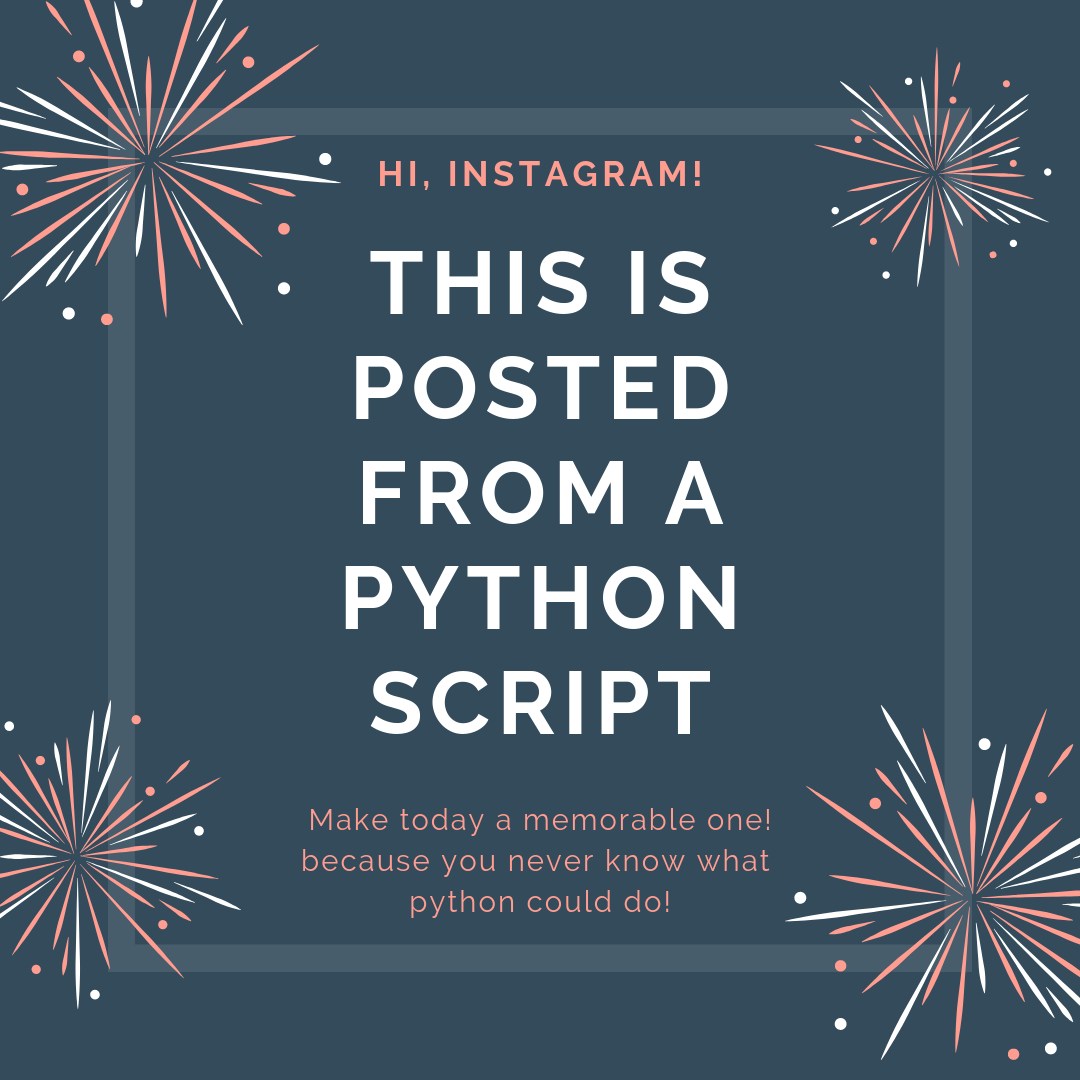 HI, INSTAGRAM!
THIS IS
POSTED
FROM A
PYTHON
SCRIPT
Make today a memorable one!
because you never know what
python could do!